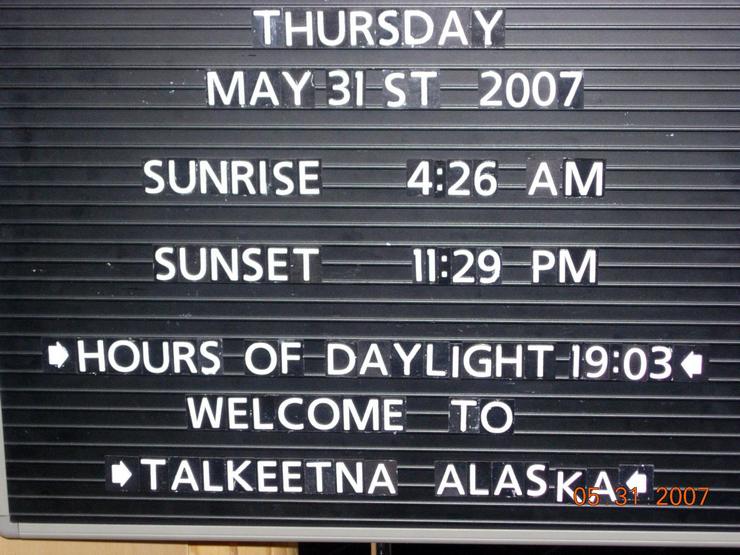 THURSDAY
MAY 31 ST 2007
SUNRISE 4:26 AM
SUNSET 11:29 PM
HOURS OF DAYLIGHT 19:03
WELCOME TO
TALKEETNA ALASKA
05 31 2007